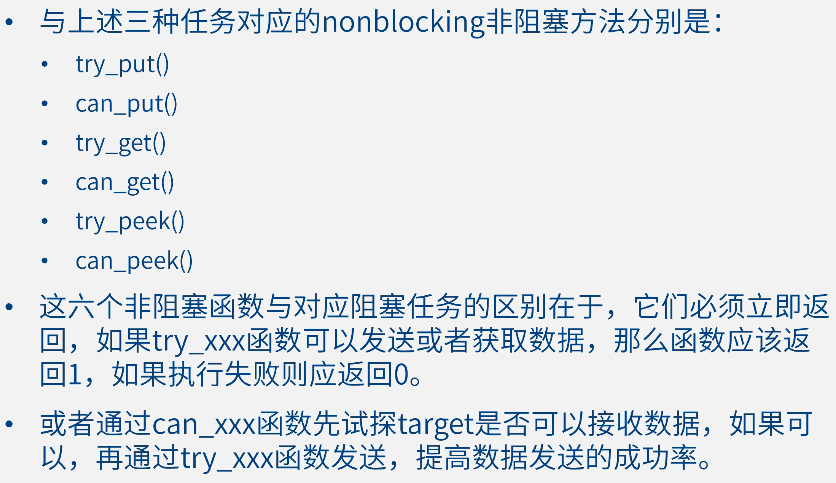 • 与上述三种任务对应的nonblocking非阻塞方法分别是：
• try_put()
• can_put()
• try_get()
• can_get()
• try_peek()
• can_peek()
• 这六个非阻塞函数与对应阻塞任务的区别在于，它们必须立即返
回，如果try_xxx函数可以发送或者获取数据，那么函数应该返
回1，如果执行失败则应返回0。
• 或者通过can_xxx函数先试探target是否可以接收数据，如果可
以，再通过try_xxx函数发送，提高数据发送的成功率。